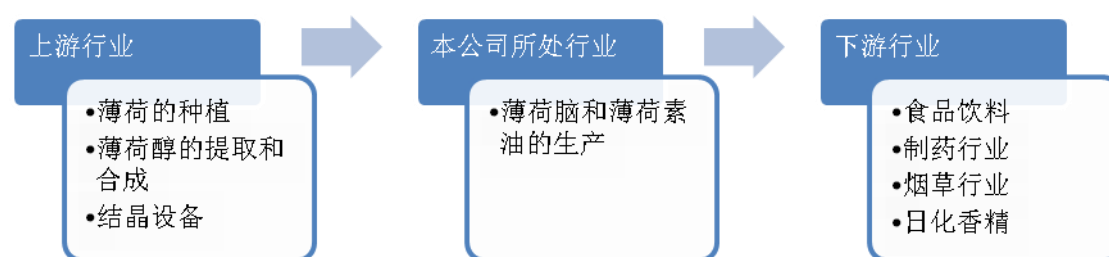 上游行业
•薄荷的种植
•薄荷醇的提取和
合成
•结晶设备
本公司所处行业
•薄荷脑和薄荷素
油的生产
下游行业
•食品饮料
•制药行业
•烟草行业
•日化香精